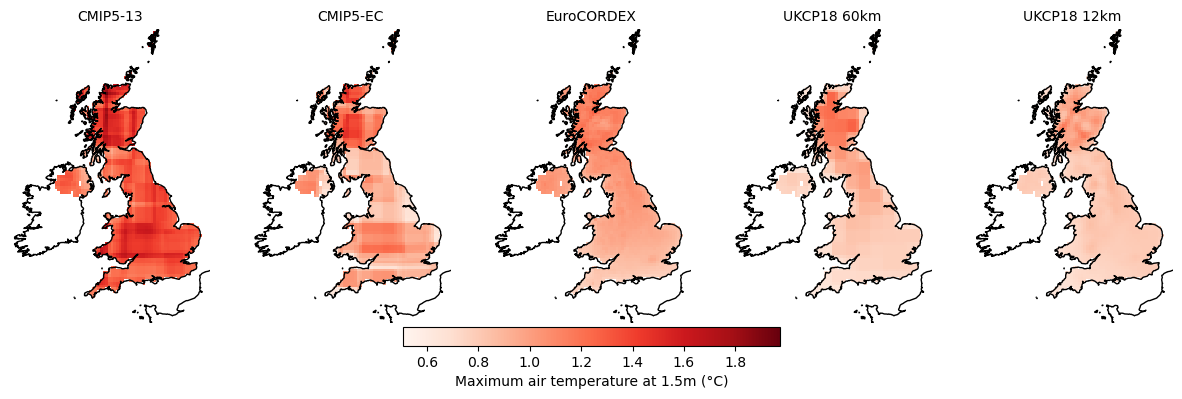 CMIP5-13 CMIP5-EC EuroCORDEX UKCP18 60km UKCP18 12km
0.6 0.8 1.0 1.2 1.4 1.6 1.8
Maximum air temperature at 1.5m (°C)